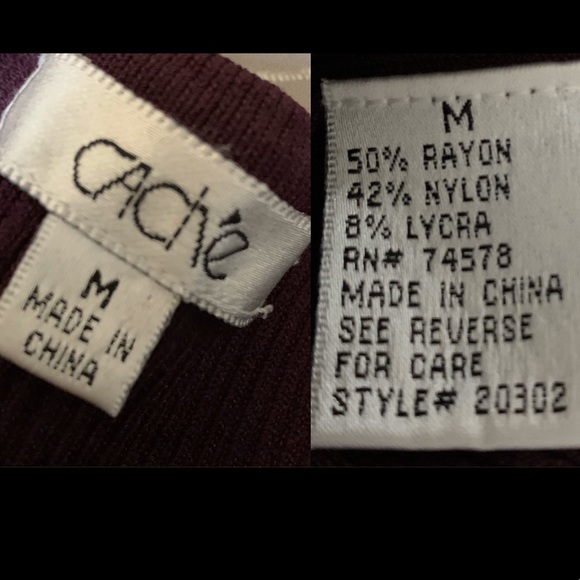 CAChé
M
MADE IN
CHINA
M
50% RAYON
42% NYLON
8% LYCRA
RN# 74578
MADE IN CHINA
SEE REVERSE
FOR CARE
STYLE# 20302